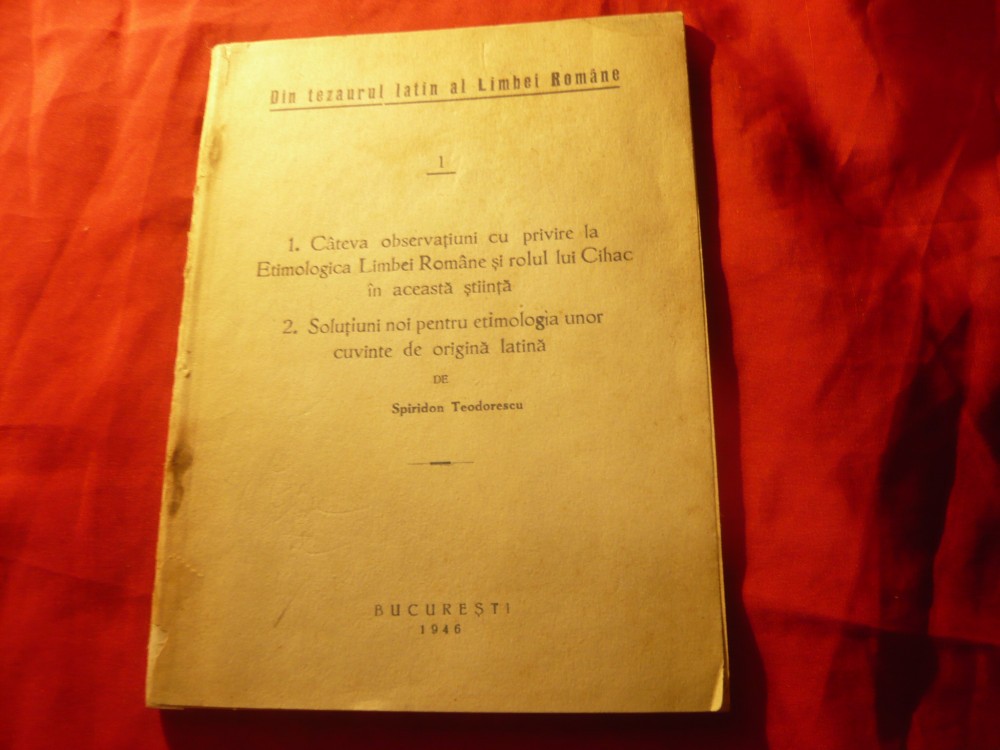 Din tezaurul latin al Limbei Române
1
1. Câteva observațiuni cu privire la
Etimologica Limbei Române și rolul lui Cihac
în această știință
2. Soluțiuni noi pentru etimologia unor
cuvinte de origină latină
DE
Spiridon Teodorescu
BUCUREȘTI
1946